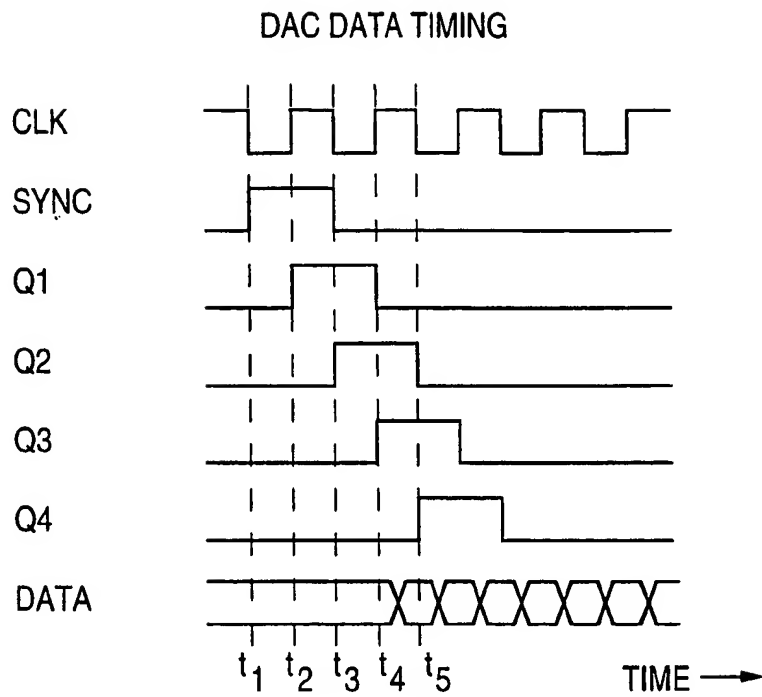 DAC DATA TIMING
CLK
SYNC
Q1
Q2
Q3
Q4
DATA
t1 t2 t3 t4 t5
TIME